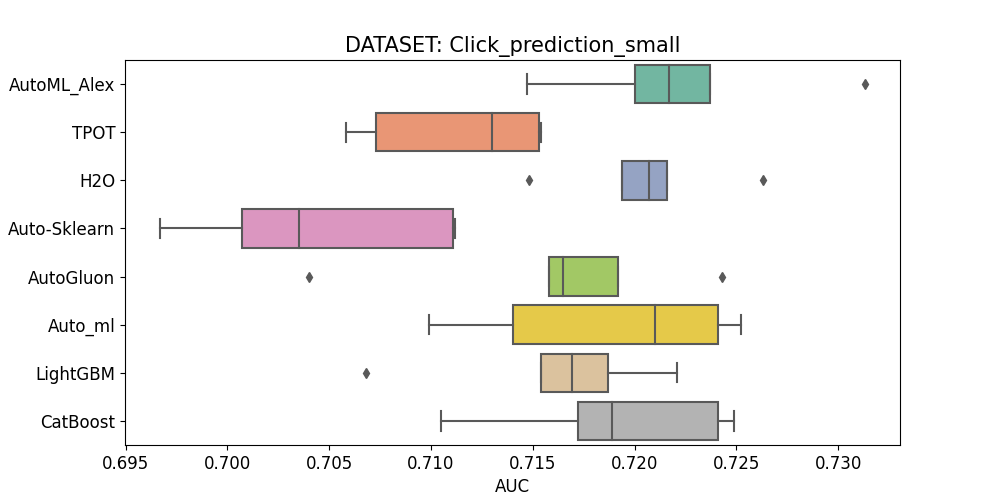 DATASET: Click_prediction_small
AutoML_Alex
TPOT
H2O
Auto-Sklearn
AutoGluon
Auto_ml
LightGBM
CatBoost
0.695 0.700 0.705 0.710 0.715 0.720 0.725 0.730
AUC